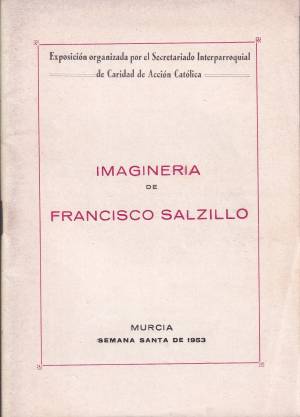 Exposición organizada por el Secretariado Interparroquial
de Caridad de Acción Católica
IMAGINERIA
DE
FRANCISCO SALZILLO
MURCIA
SEMANA SANTA DE 1953